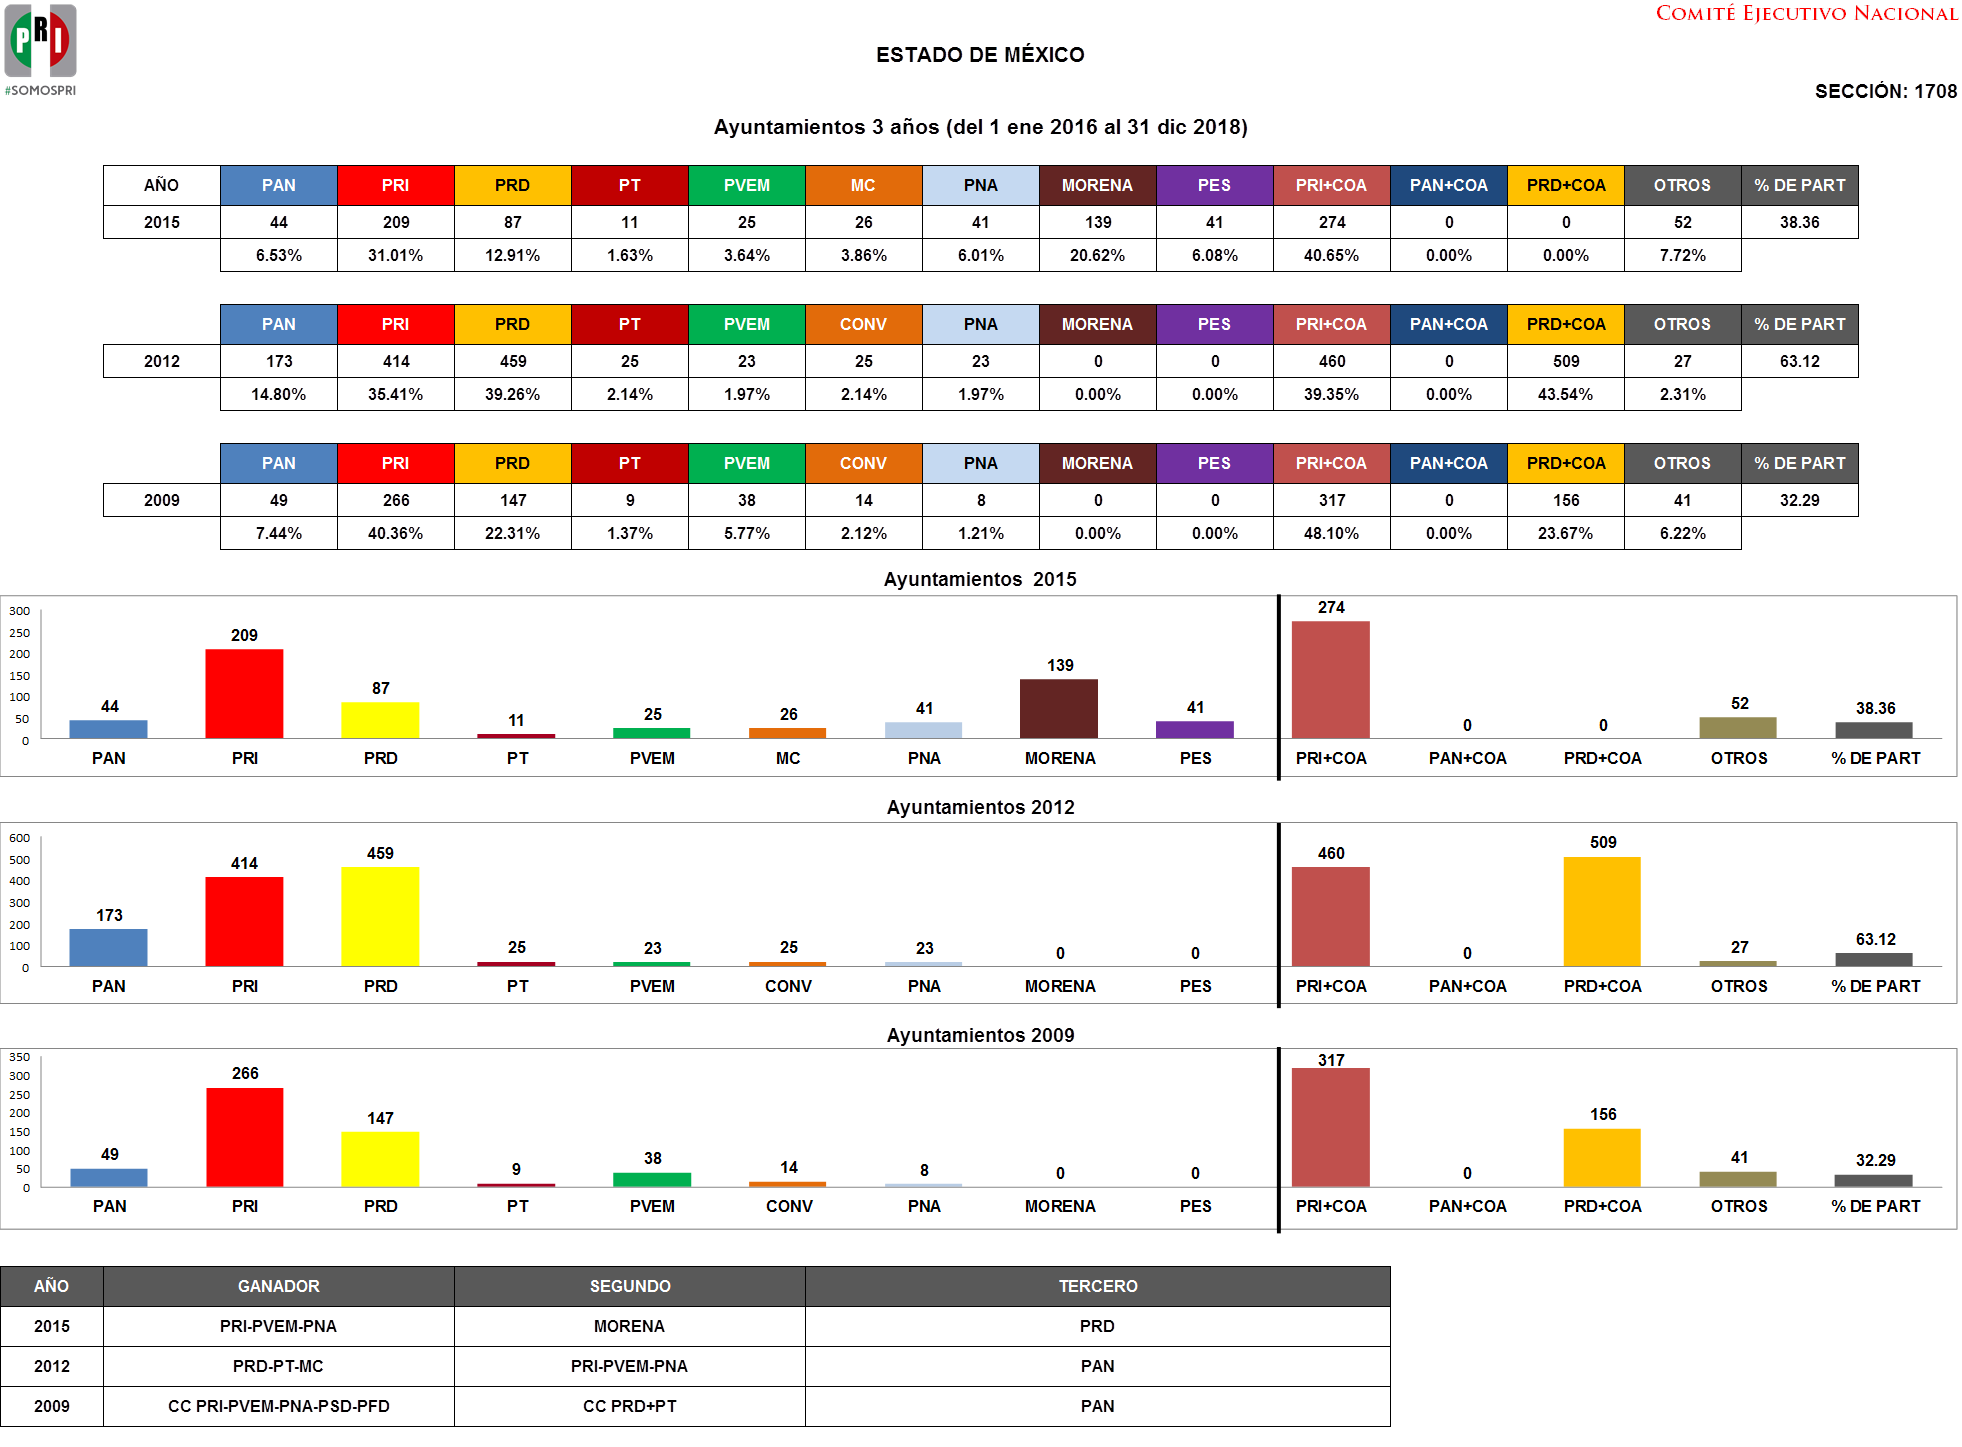 PRI
#SOMOSPRI
COMITÉ EJECUTIVO NACIONAL
ESTADO DE MÉXICO
SECCIÓN: 1708
Ayuntamientos 3 años (del 1 ene 2016 al 31 dic 2018)
AÑO PAN PRI PRD PT PVEM MC PNA MORENA PES PRI+COA PAN+COA PRD+COA OTROS % DE PART
2015 44 209 87 11 25 26 41 139 41 274 0 0 52 38.36
6.53% 31.01% 12.91% 1.63% 3.64% 3.86% 6.01% 20.62% 6.08% 40.65% 0.00% 0.00% 7.72%
PAN PRI PRD PT PVEM CONV PNA MORENA PES PRI+COA PAN+COA PRD+COA OTROS % DE PART
2012 173 414 459 25 23 25 23 0 0 460 0 509 27 63.12
14.80% 35.41% 39.26% 2.14% 1.97% 2.14% 1.97% 0.00% 0.00% 39.35% 0.00% 43.54% 2.31%
PAN PRI PRD PT PVEM CONV PNA MORENA PES PRI+COA PAN+COA PRD+COA OTROS % DE PART
2009 49 266 147 9 38 14 8 0 0 317 0 156 41 32.29
7.44% 40.36% 22.31% 1.37% 5.77% 2.12% 1.21% 0.00% 0.00% 48.10% 0.00% 23.67% 6.22%
Ayuntamientos 2015
300
250
200
150
100
50
0
44 209 87 11 25 26 41 139 41 274 0 0 52 38.36
PAN PRI PRD PT PVEM MC PNA MORENA PES PRI+COA PAN+COA PRD+COA OTROS % DE PART
Ayuntamientos 2012
600
500
400
300
200
100
0
173 414 459 25 23 25 23 0 0 460 0 509 27 63.12
PAN PRI PRD PT PVEM CONV PNA MORENA PES PRI+COA PAN+COA PRD+COA OTROS % DE PART
Ayuntamientos 2009
350
300
250
200
150
100
50
0
49 266 147 9 38 14 8 0 0 317 0 156 41 32.29
PAN PRI PRD PT PVEM CONV PNA MORENA PES PRI+COA PAN+COA PRD+COA OTROS % DE PART
AÑO GANADOR SEGUNDO TERCERO
2015 PRI-PVEM-PNA MORENA PRD
2012 PRD-PT-MC PRI-PVEM-PNA PAN
2009 CC PRI-PVEM-PNA-PSD-PFD CC PRD+PT PAN